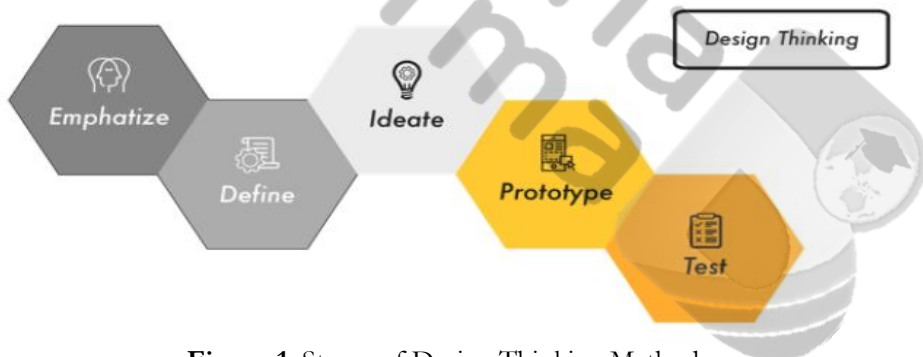 Design Thinking
Emphatize
Define
Ideate
Prototype
Test
Figure 1. Stages of Design Thinking Method